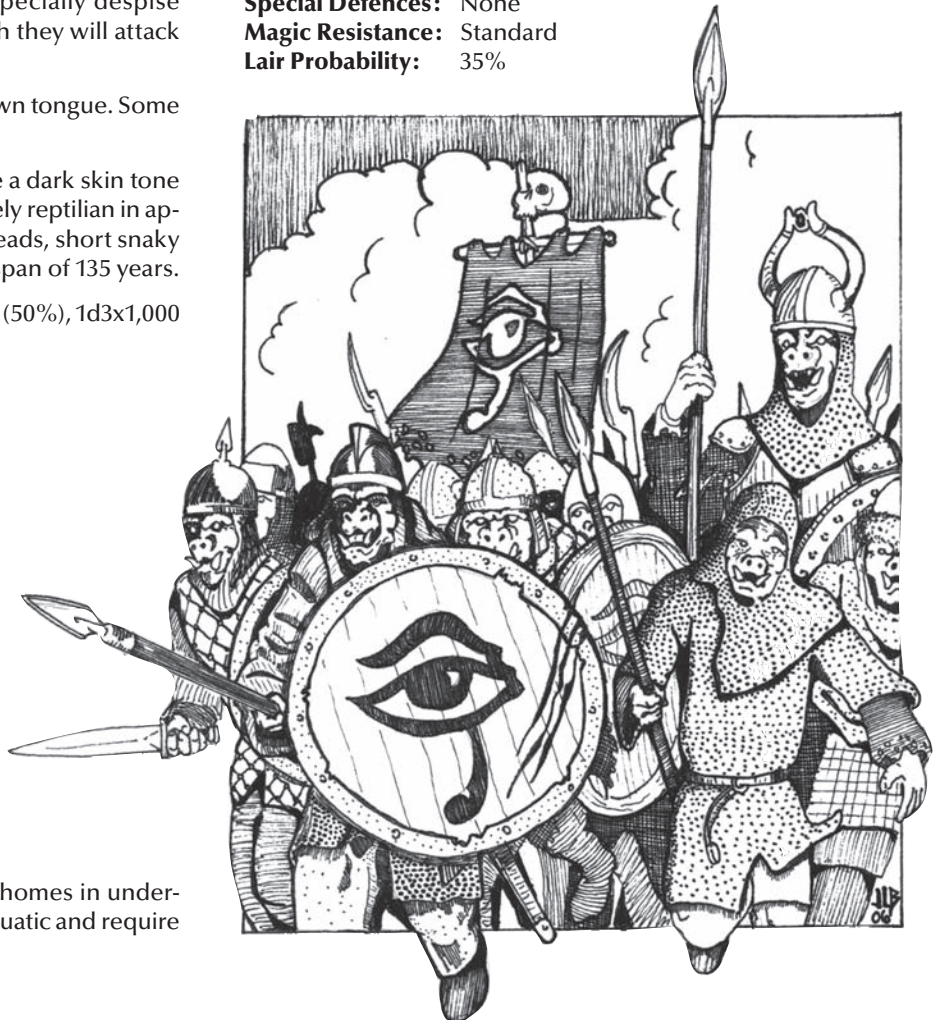 pecially despise
h they will attack
wn tongue. Some
e a dark skin tone
ely reptilian in ap-
eads, short snaky
span of 135 years.
(50%), 1d3x1,000
homes in under-
uatic and require
Special Defences: None
Magic Resistance: Standard
Lair Probability: 35%
JLB
06